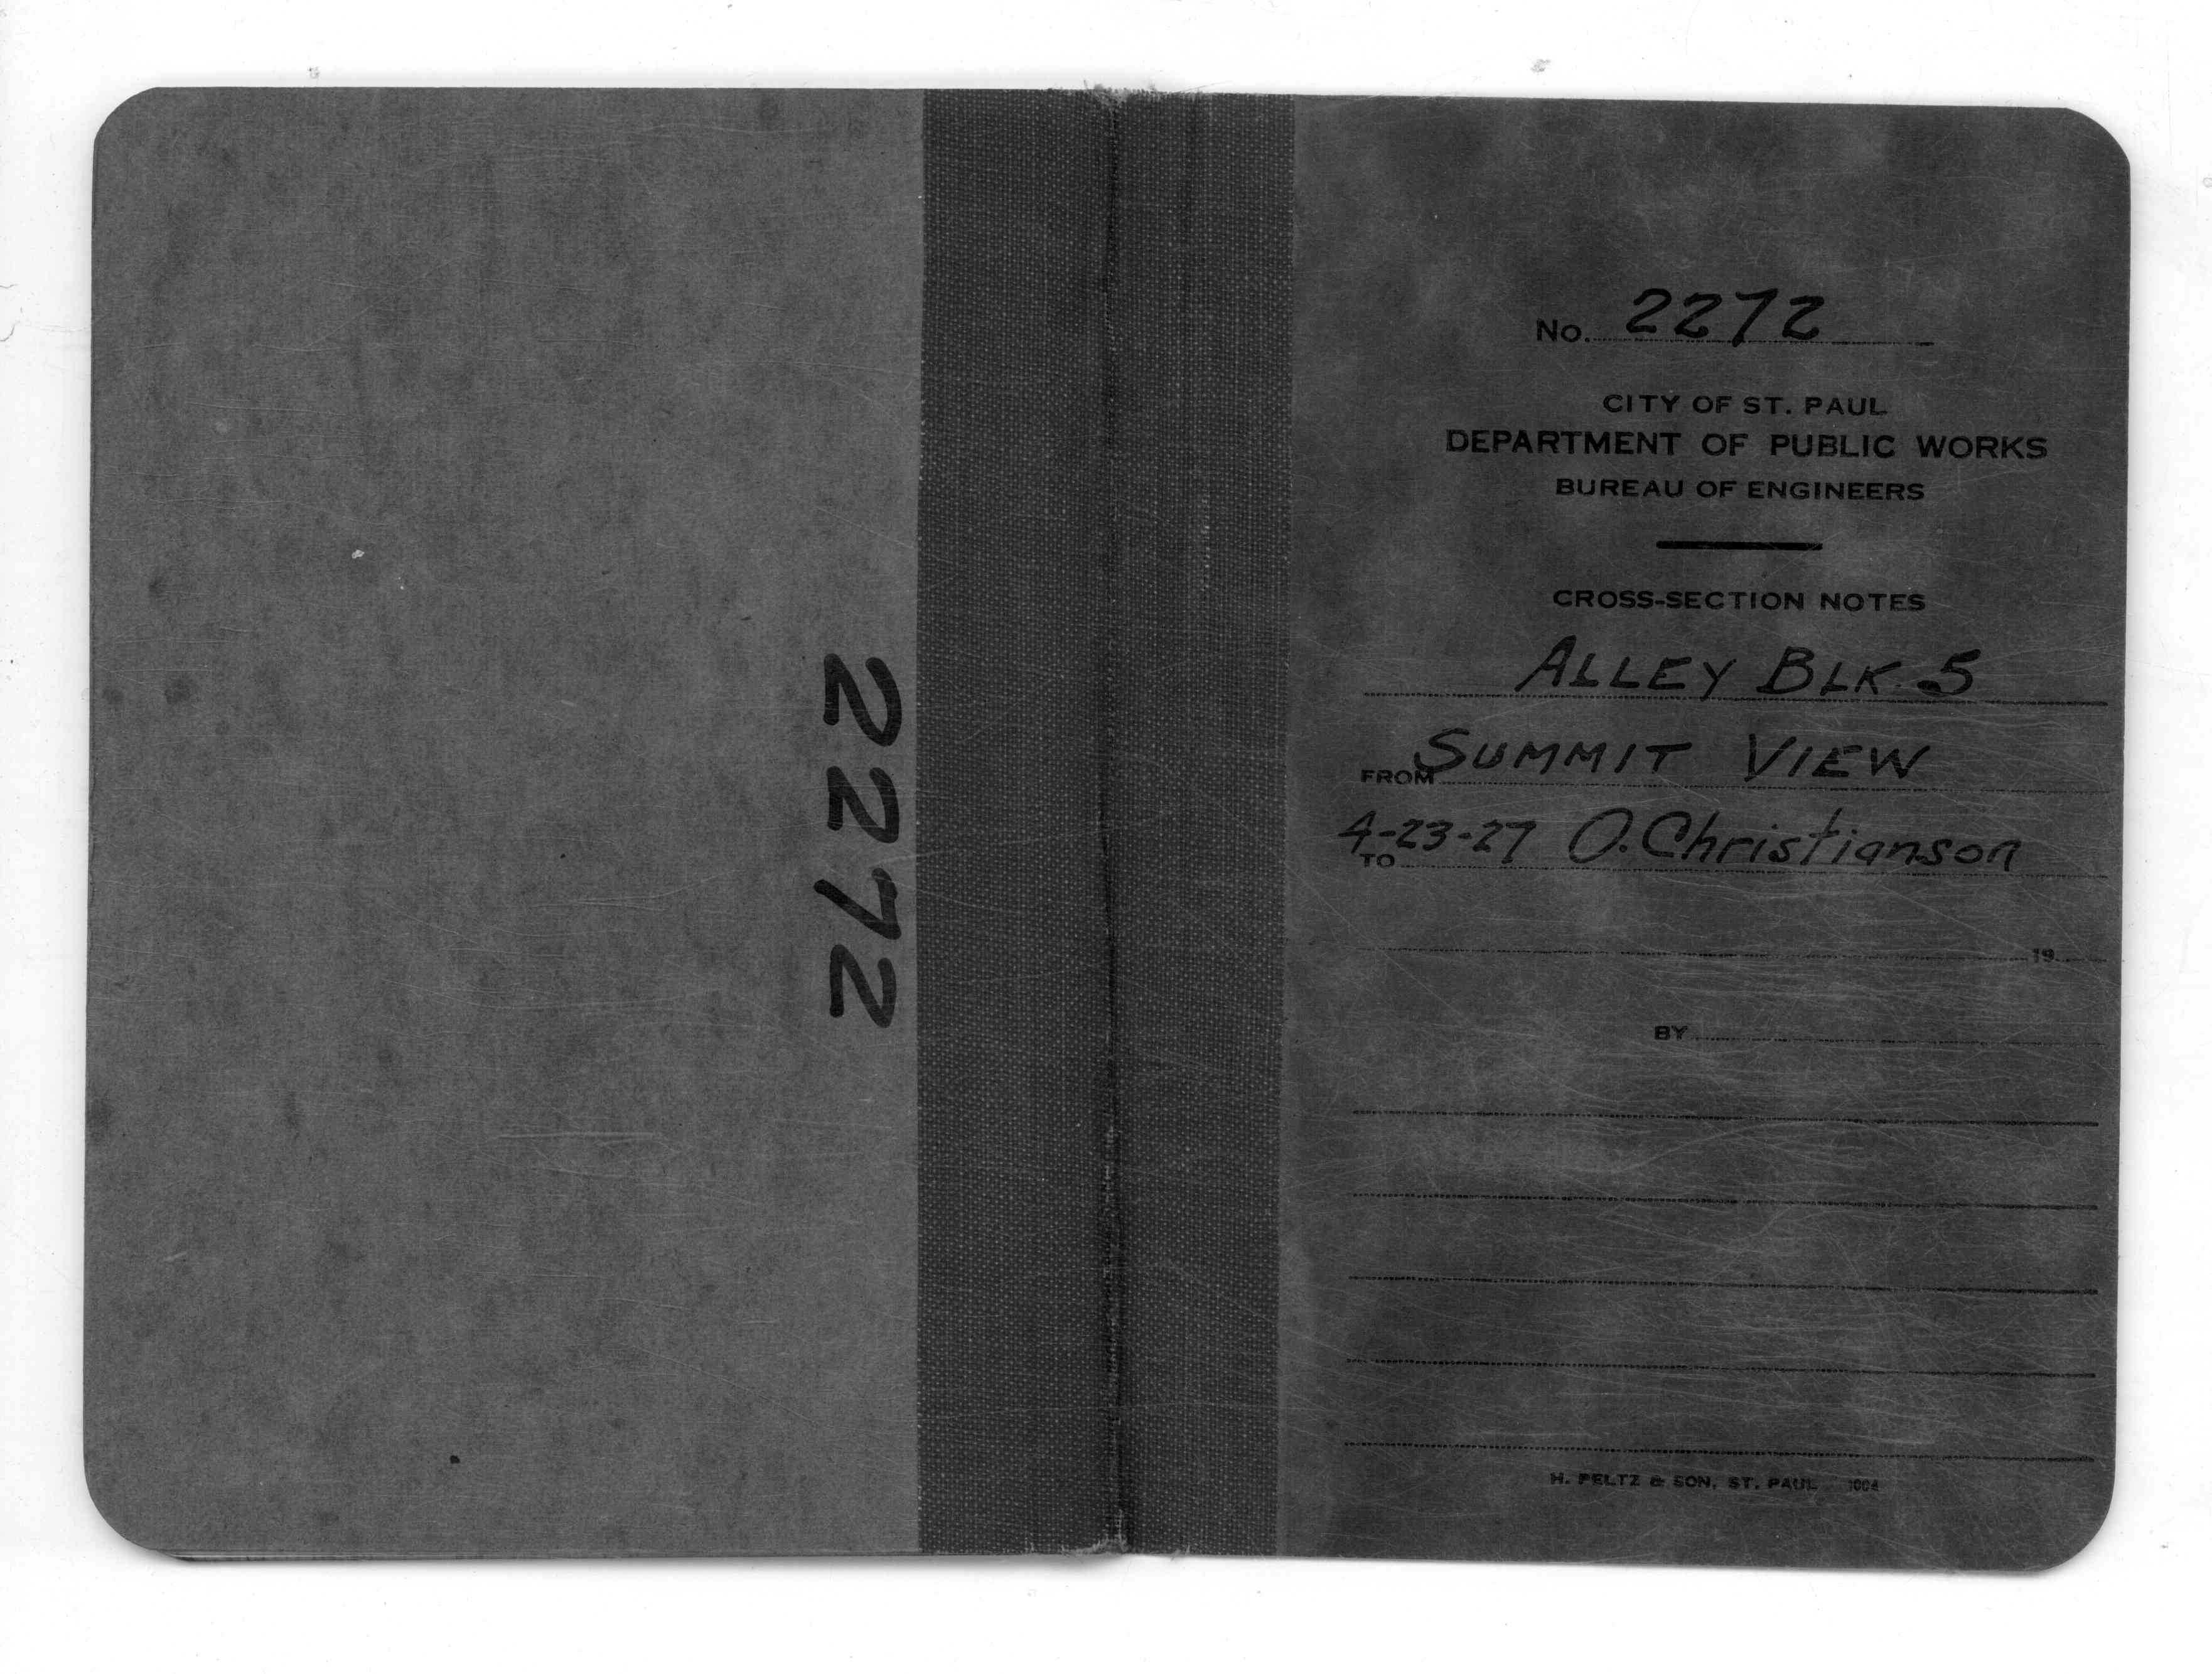 2272
No. 2272
CITY OF ST. PAUL
DEPARTMENT OF PUBLIC WORKS
BUREAU OF ENGINEERS
CROSS-SECTION NOTES
ALLEY BLK. 5
FROM SUMMIT VIEW
4-23-27 O. Christianson
TO
19
BY
H. PELTZ & SON, ST. PAUL